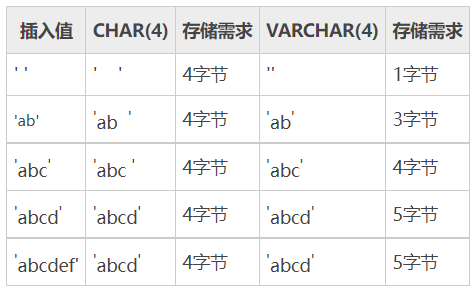 插入值 CHAR(4) 存储需求 VARCHAR(4) 存储需求
' ' '    ' 4字节 '' 1字节
'ab' 'ab  ' 4字节 'ab' 3字节
'abc' 'abc ' 4字节 'abc' 4字节
'abcd' 'abcd' 4字节 'abcd' 5字节
'abcdef' 'abcd' 4字节 'abcd' 5字节